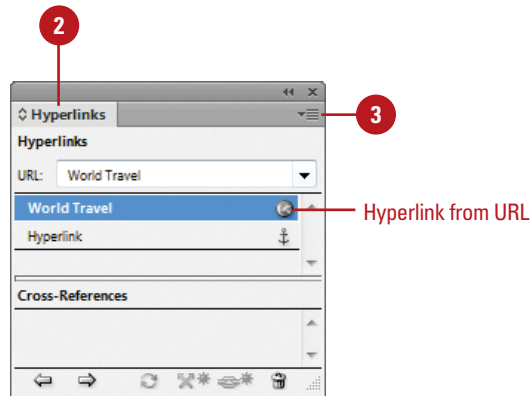 2
Hyperlinks
3
Hyperlinks
URL: World Travel
World Travel
Hyperlink from URL
Hyperlink
Cross-References